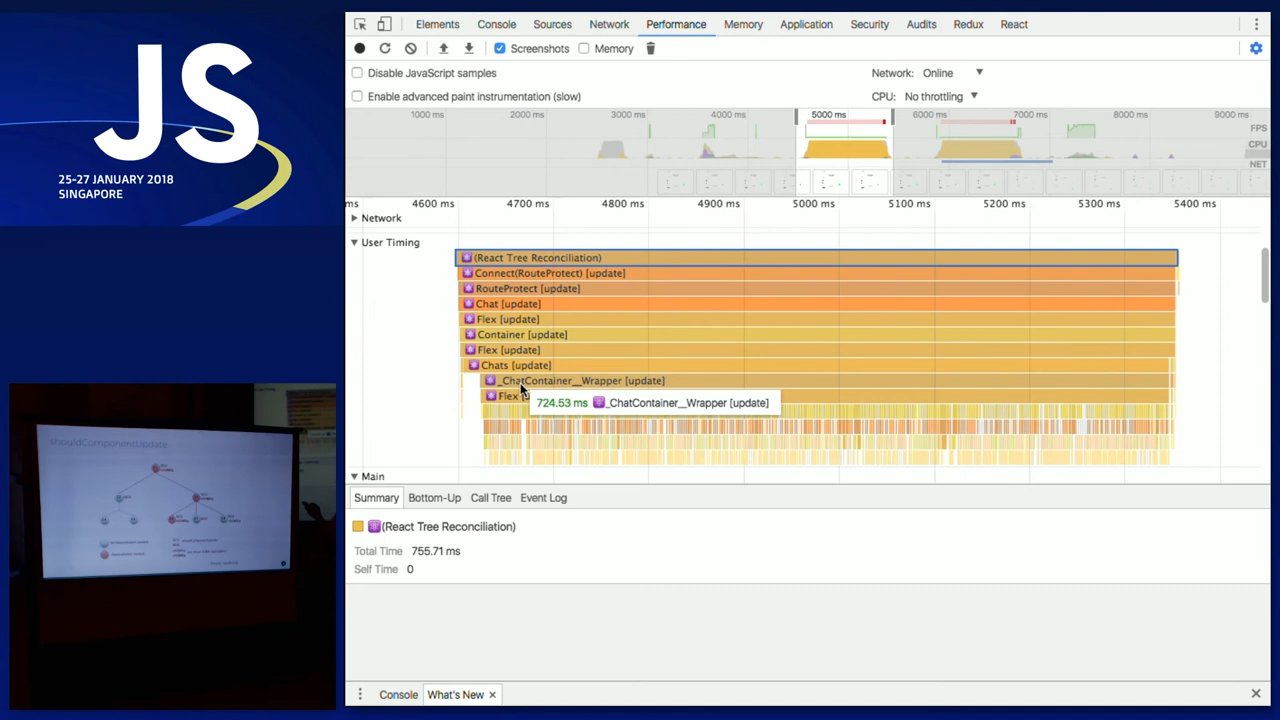 JS
25-27 JANUARY 2018
SINGAPORE
shouldComponentUpdate
Elements Console Sources Network Performance Memory Application Security Audits Redux React
Screenshots Memory
Disable JavaScript samples Network: Online
Enable advanced paint instrumentation (slow) CPU: No throttling
1000 ms 2000 ms 3000 ms 4000 ms 5000 ms 6000 ms 7000 ms 8000 ms 9000 ms
FPS
CPU
NET
ms 4600 ms 4700 ms 4800 ms 4900 ms 5000 ms 5100 ms 5200 ms 5300 ms 5400 ms
Network
User Timing
(React Tree Reconciliation)
Connect(RouteProtect) [update]
RouteProtect [update]
Chat [update]
Flex [update]
Container [update]
Flex [update]
Chats [update]
_ChatContainer__Wrapper [update]
Flex [
724.53 ms _ChatContainer__Wrapper [update]
Main
Summary Bottom-Up Call Tree Event Log
(React Tree Reconciliation)
Total Time 755.71 ms
Self Time 0
Console What's New